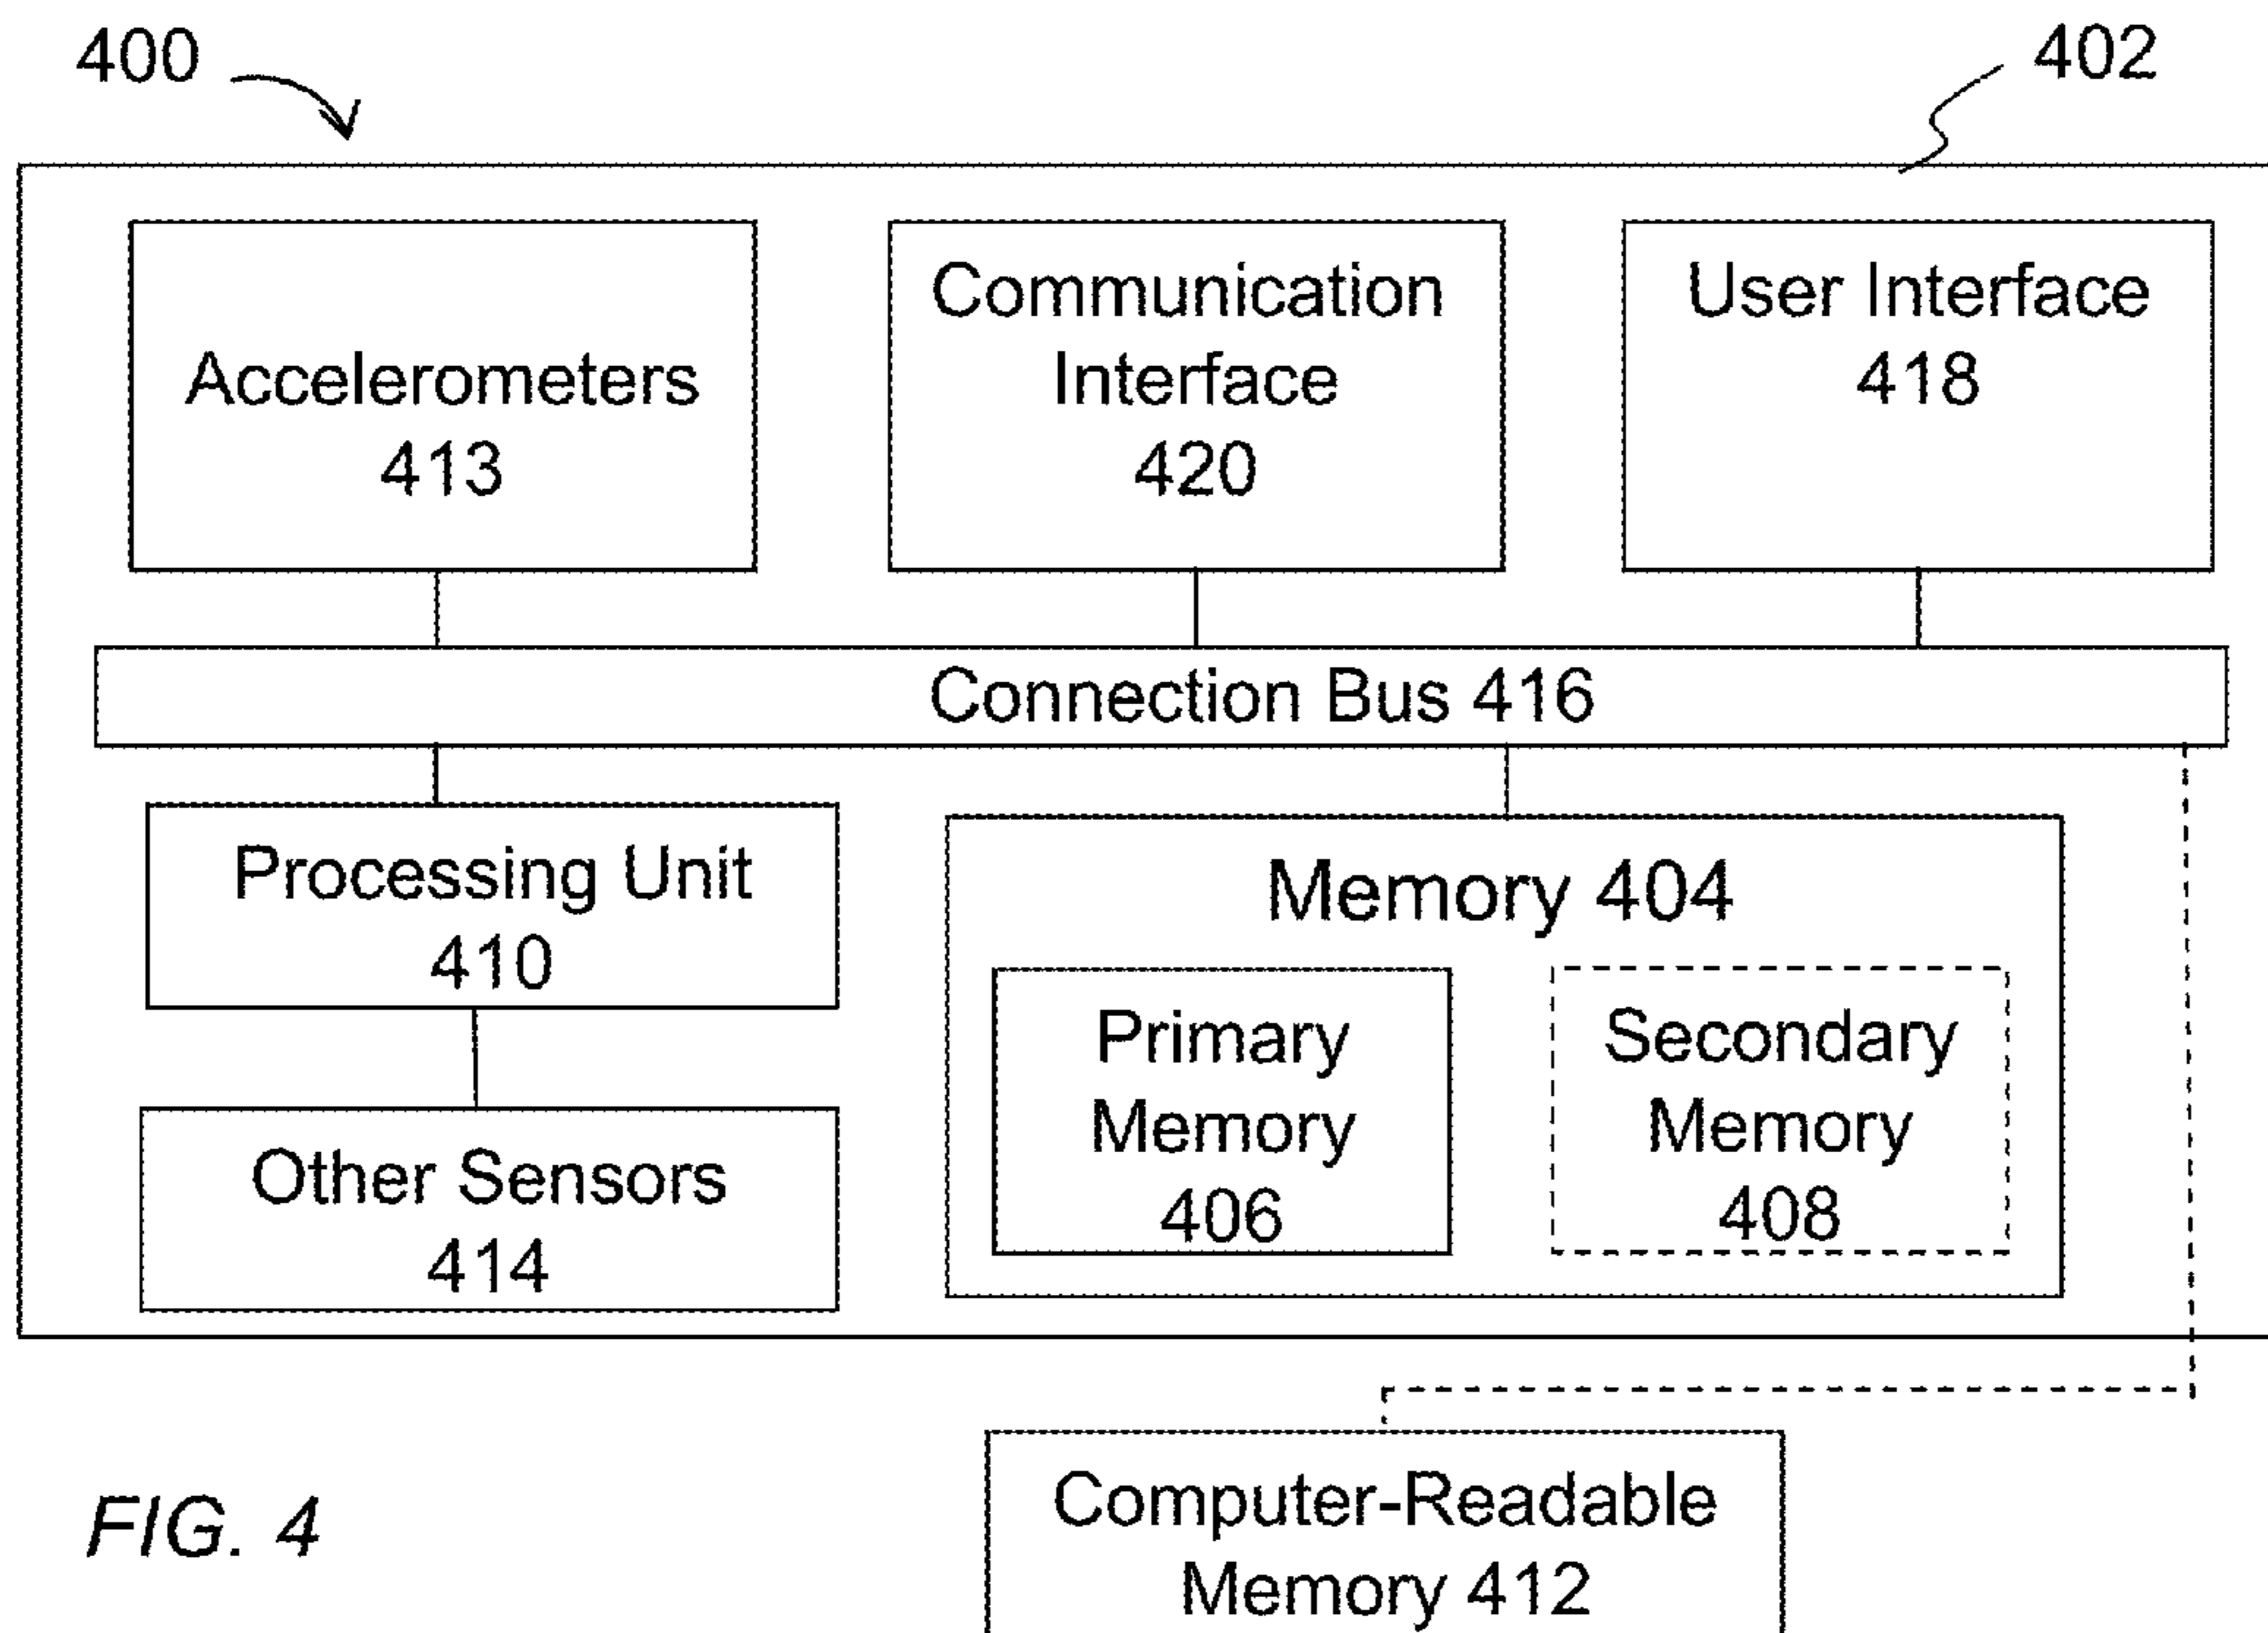 400
402
Accelerometers
413
Communication
Interface
420
User Interface
418
Connection Bus 416
Processing Unit
410
Memory 404
Primary
Memory
406
Secondary
Memory
408
Other Sensors
414
FIG. 4
Computer-Readable
Memory 412